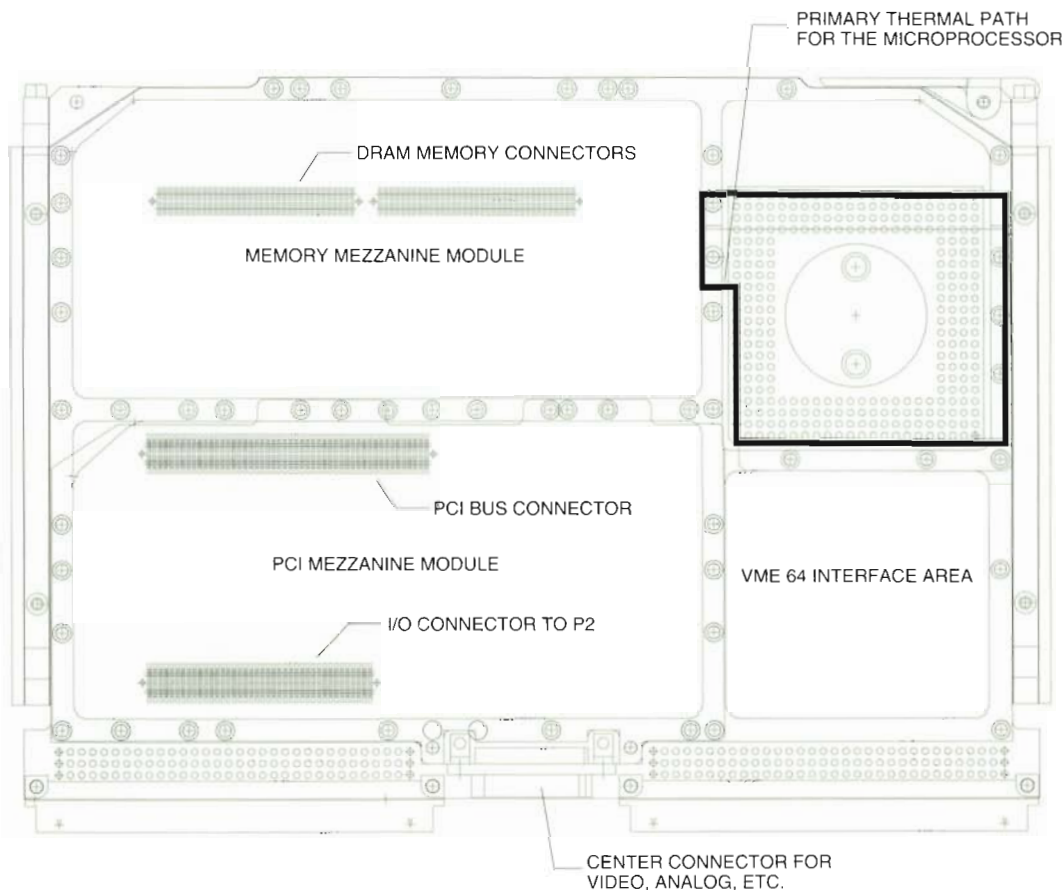 PRIMARY THERMAL PATH
FOR THE MICROPROCESSOR
DRAM MEMORY CONNECTORS
MEMORY MEZZANINE MODULE
PCI BUS CONNECTOR
PCI MEZZANINE MODULE
VME 64 INTERFACE AREA
I/O CONNECTOR TO P2
CENTER CONNECTOR FOR
VIDEO, ANALOG, ETC.